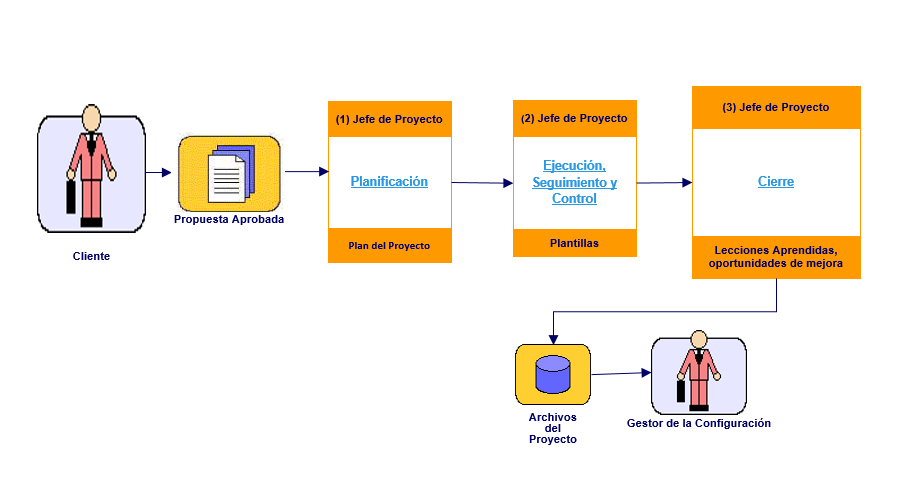 Cliente
Propuesta Aprobada
(1) Jefe de Proyecto
Planificación
Plan del Proyecto
(2) Jefe de Proyecto
Ejecución,
Seguimiento y
Control
Plantillas
(3) Jefe de Proyecto
Cierre
Lecciones Aprendidas,
oportunidades de mejora
Archivos
del
Proyecto
Gestor de la Configuración